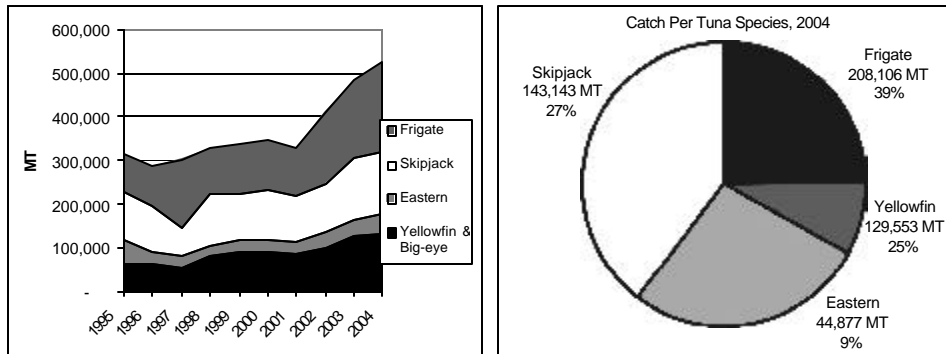 600,000
500,000
400,000
300,000
200,000
100,000
-
MT
1995
1996
1997
1998
1999
2000
2001
2002
2003
2004
Frigate
Skipjack
Eastern
Yellowfin &
Big-eye
Catch Per Tuna Species, 2004
Skipjack
143,143 MT
27%
Frigate
208,106 MT
39%
Yellowfin
129,553 MT
25%
Eastern
44,877 MT
9%